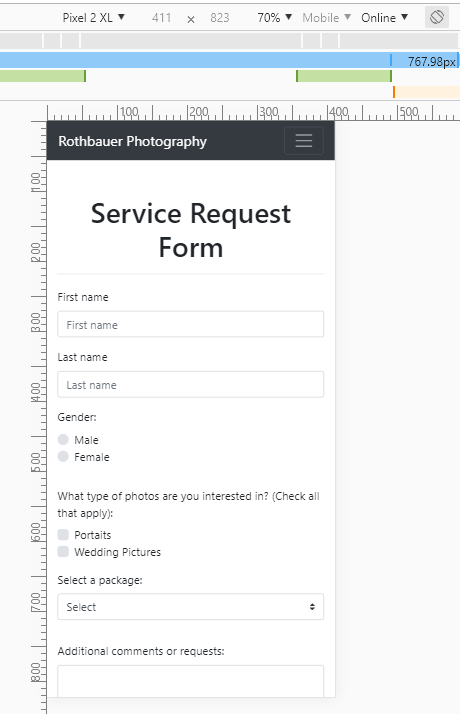 Pixel 2 XL ▼ 411 × 823 70% ▼ Mobile ▼ Online ▼
767.98px
100 200 300 400 500
Rothbauer Photography
100
Service Request
Form
200
First name
First name
300
Last name
Last name
400
Gender:
Male
Female
500
What type of photos are you interested in? (Check all
that apply):
600
Portaits
Wedding Pictures
Select a package:
700
Select
Additional comments or requests:
800